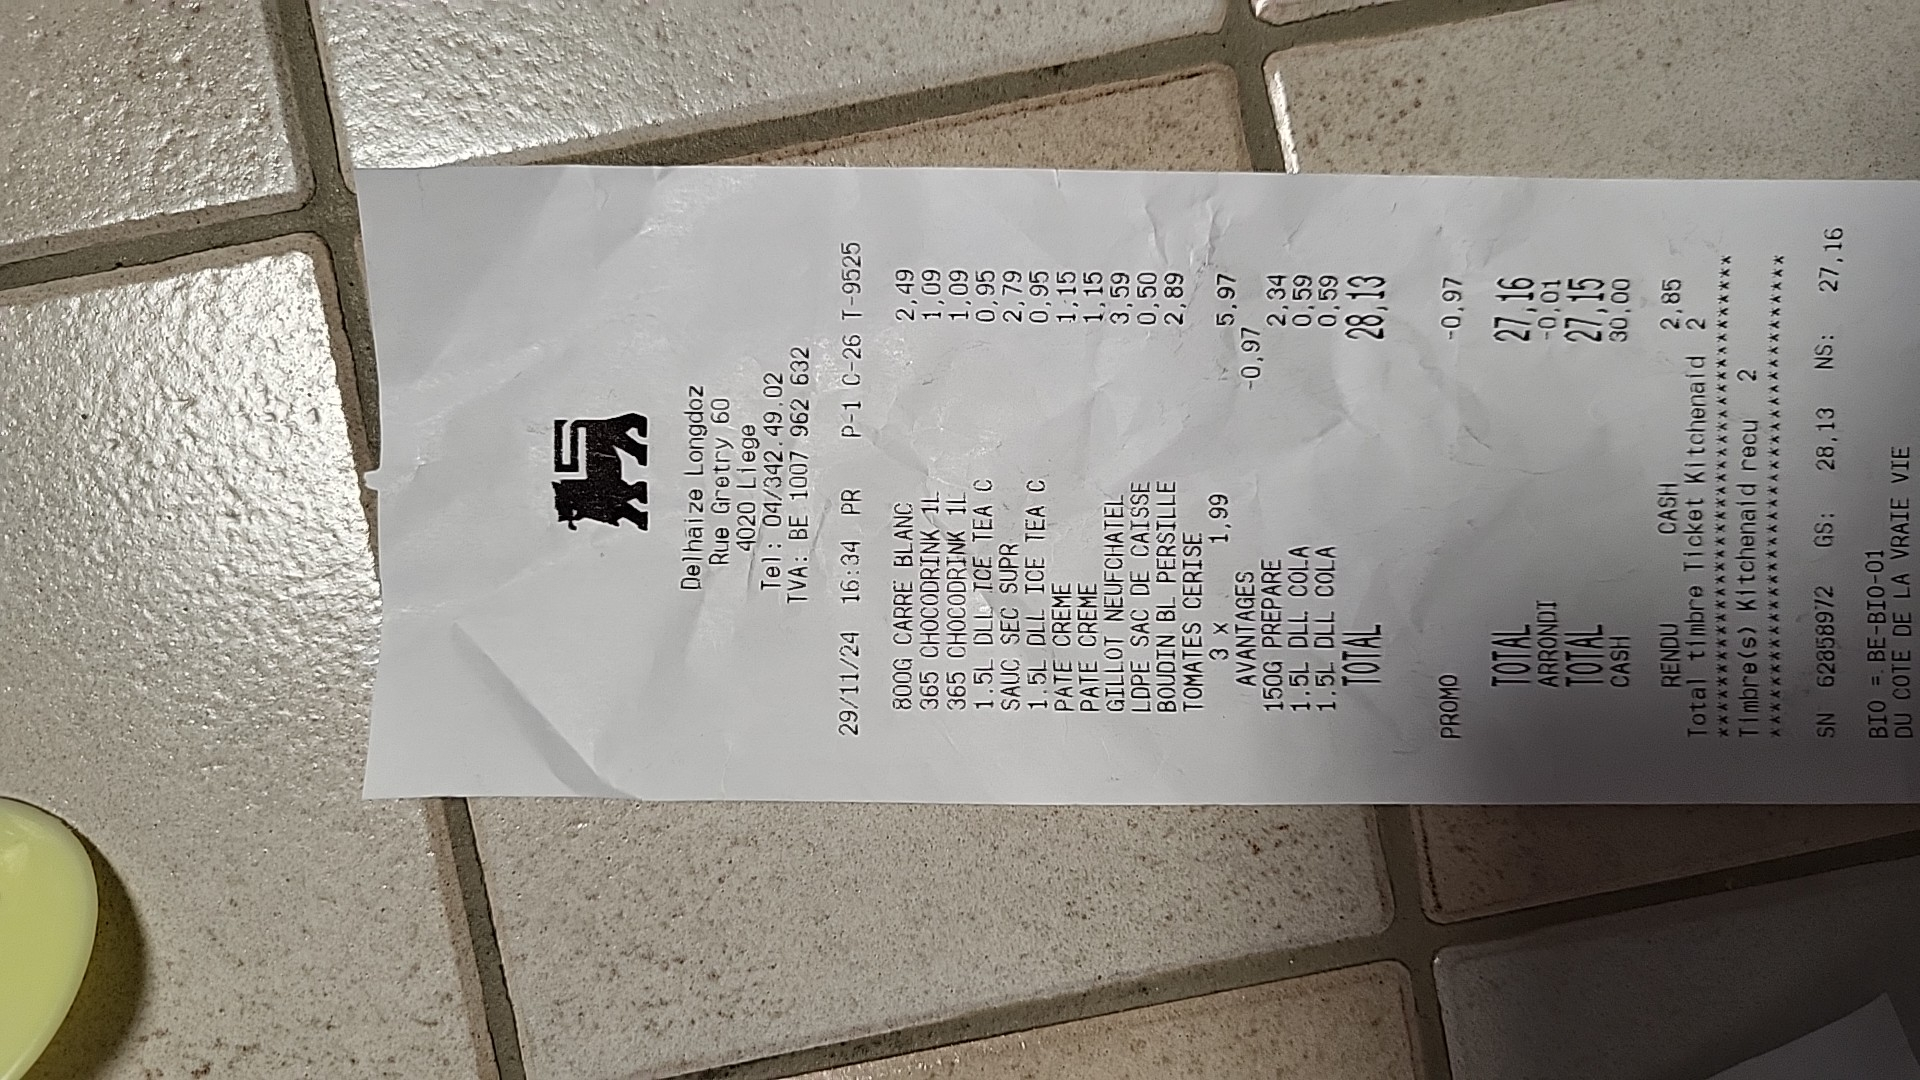 Delhaize Longdoz
Rue Gretry 60
4020 Liege
Tel: 04/342.49.02
TVA: BE 1007 962 632
29/11/24 16:34 PR P-1 C-26 T-9525
800G CARRE BLANC 2,49
365 CHOCODRINK 1L 1,09
365 CHOCODRINK 1L 1,09
1.5L DLL ICE TEA C 0,95
SAUC SEC SUPR 2,79
1.5L DLL ICE TEA C 0,95
PATE CREME 1,15
PATE CREME 1,15
GILLOT NEUFCHATEL 3,59
LDPE SAC DE CAISSE 0,50
BOUDIN BL PERSILLE 2,89
TOMATES CERISE
3 x 1,99 5,97
AVANTAGES -0,97
150G PREPARE 2,34
1.5L DLL COLA 0,59
1.5L DLL COLA 0,59
TOTAL 28,13
PROMO -0,97
TOTAL 27,16
ARRONDI -0,01
TOTAL 27,15
CASH 30,00
RENDU CASH 2,85
Total timbre Ticket Kitchenaid 2
************************************
Timbre(s) Kitchenaid recu 2
************************************
SN 62858972 GS: 28,13 NS: 27,16
BIO = BE-BIO-01
DU COTE DE LA VRAIE VIE